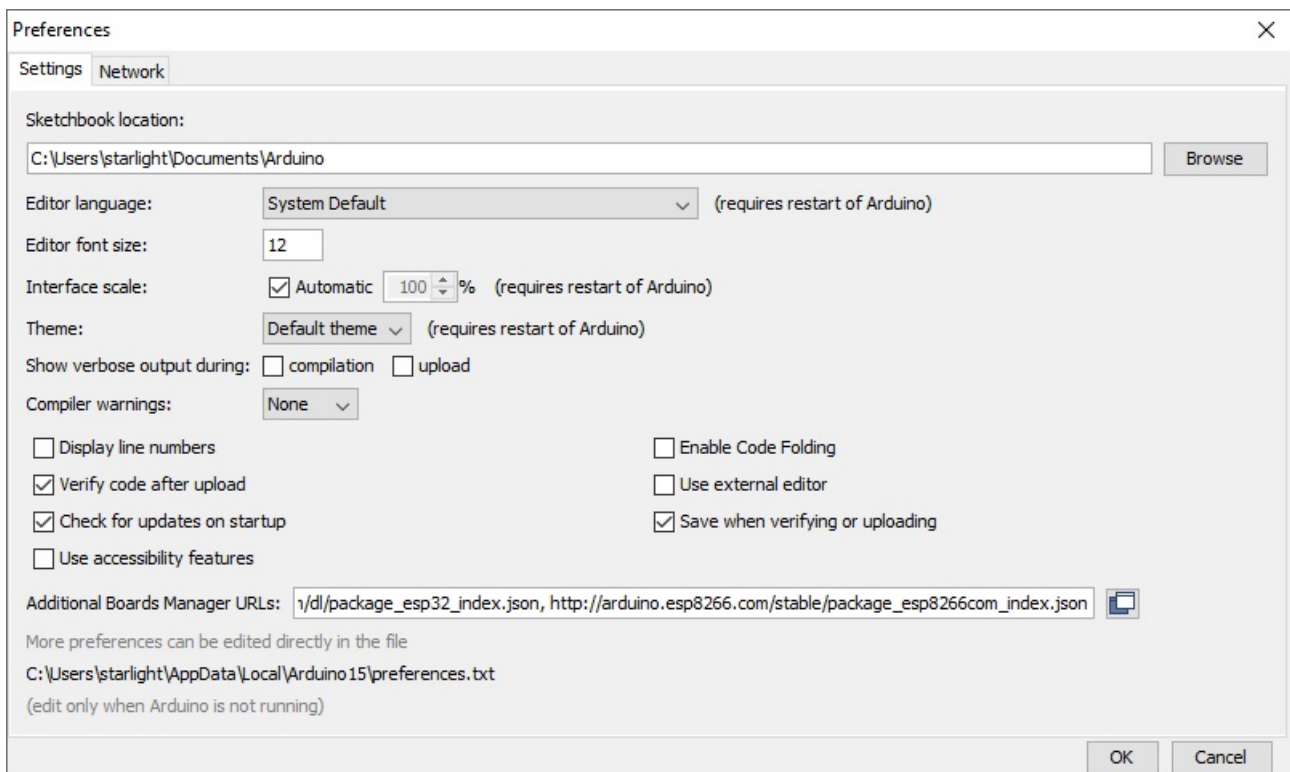 Preferences
Settings Network
Sketchbook location:
C:\Users\starlight\Documents\Arduino Browse
Editor language: System Default (requires restart of Arduino)
Editor font size: 12
Interface scale: Automatic 100 % (requires restart of Arduino)
Theme: Default theme (requires restart of Arduino)
Show verbose output during: compilation upload
Compiler warnings: None
Display line numbers Enable Code Folding
Verify code after upload Use external editor
Check for updates on startup Save when verifying or uploading
Use accessibility features
Additional Boards Manager URLs: /dl/package_esp32_index.json, http://arduino.esp8266.com/stable/package_esp8266com_index.json
More preferences can be edited directly in the file
C:\Users\starlight\AppData\Local\Arduino15\preferences.txt
(edit only when Arduino is not running)
OK Cancel